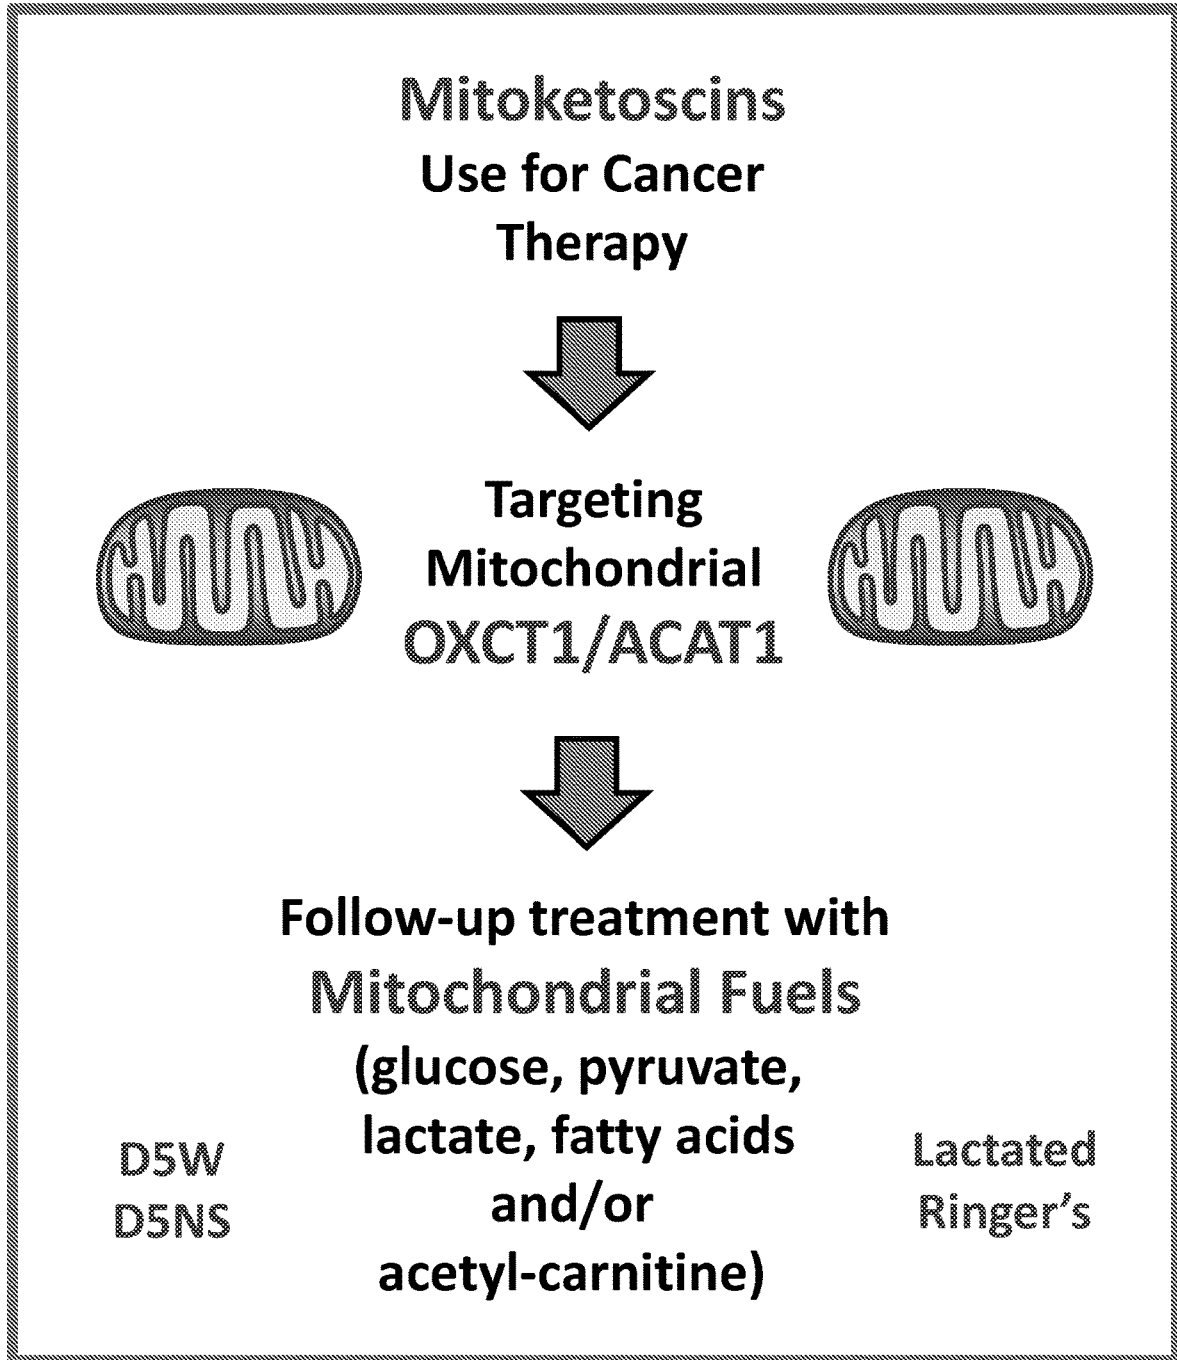 Mitoketoscins
Use for Cancer
Therapy
Targeting
Mitochondrial
OXCT1/ACAT1
Follow-up treatment with
Mitochondrial Fuels
(glucose, pyruvate,
lactate, fatty acids
and/or
acetyl-carnitine)
D5W
D5NS
Lactated
Ringer's